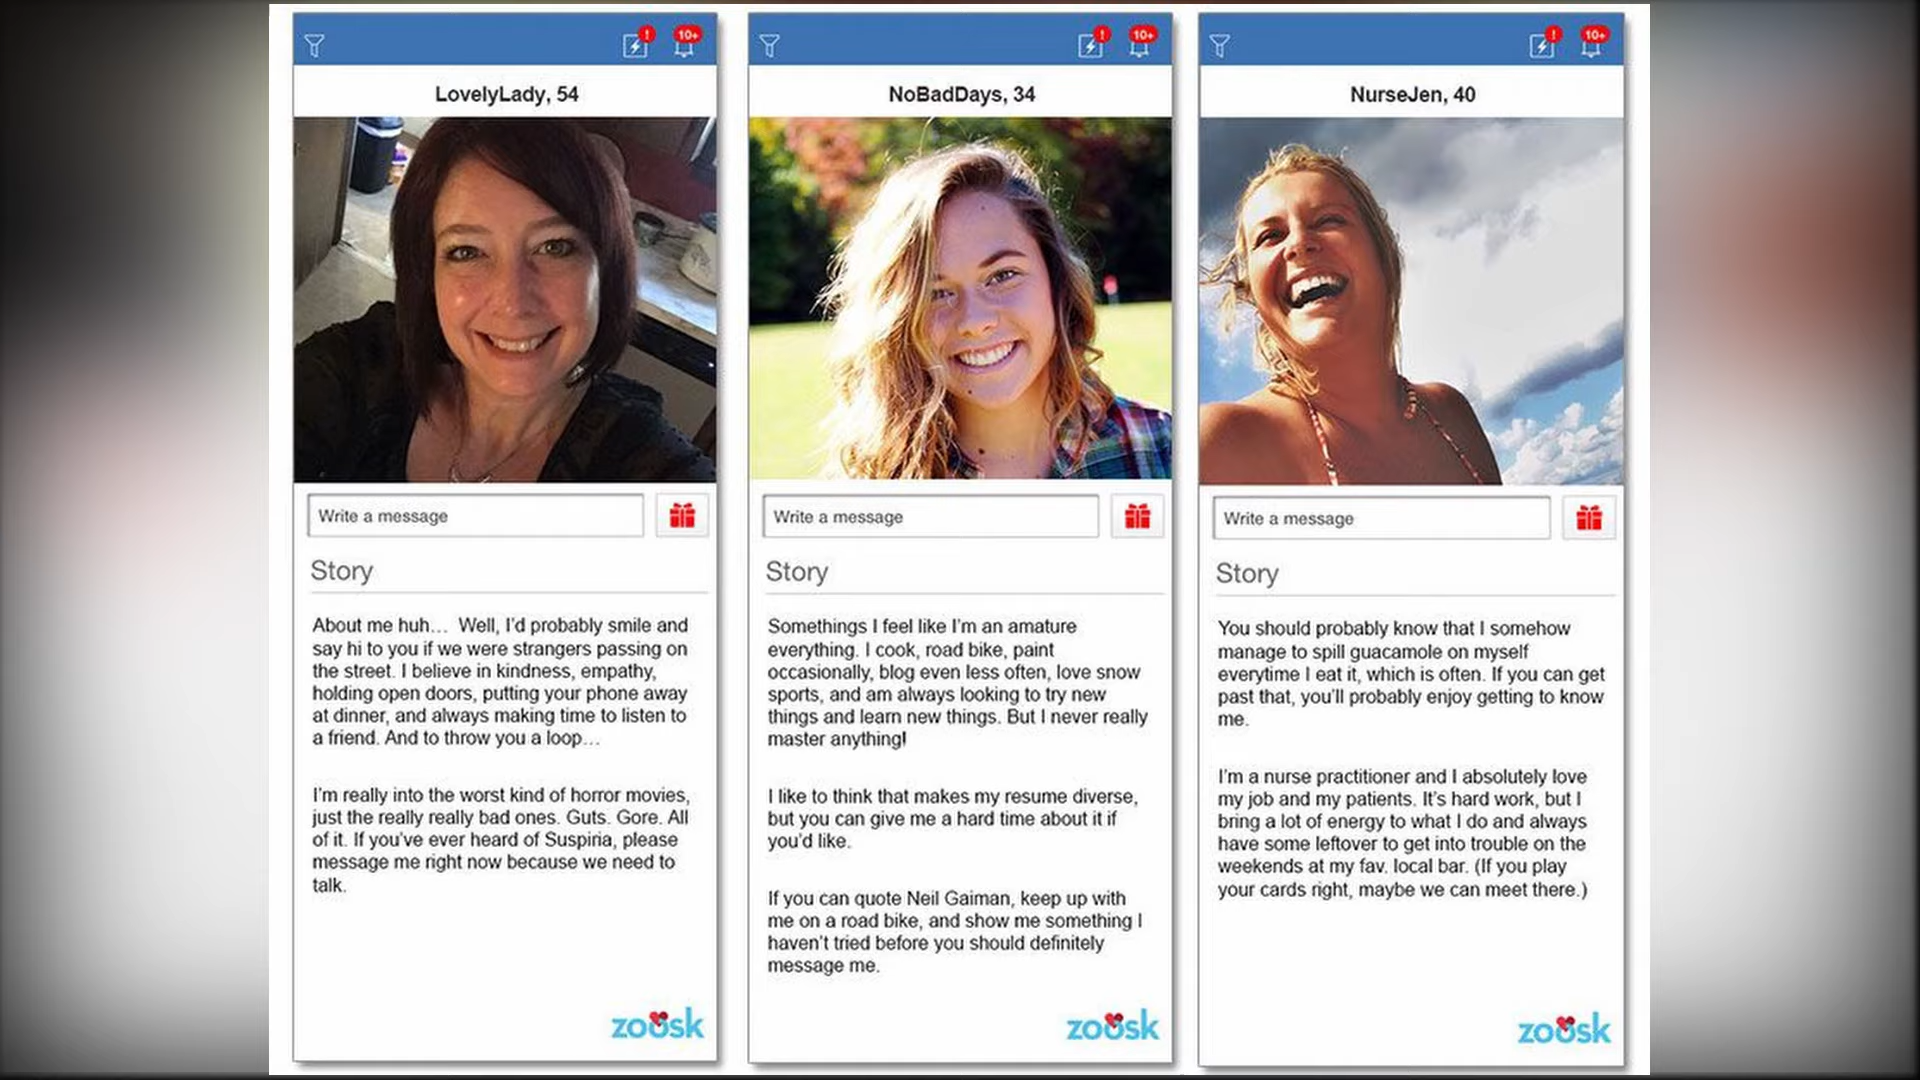 !
10+
LovelyLady, 54
Write a message
Story
About me huh... Well, I'd probably smile and
say hi to you if we were strangers passing on
the street. I believe in kindness, empathy,
holding open doors, putting your phone away
at dinner, and always making time to listen to
a friend. And to throw you a loop...
I'm really into the worst kind of horror movies,
just the really really bad ones. Guts. Gore. All
of it. If you've ever heard of Suspiria, please
message me right now because we need to
talk.
zoosk
!
10+
NoBadDays, 34
Write a message
Story
Somethings I feel like I'm an amature
everything. I cook, road bike, paint
occasionally, blog even less often, love snow
sports, and am always looking to try new
things and learn new things. But I never really
master anything!
I like to think that makes my resume diverse,
but you can give me a hard time about it if
you'd like.
If you can quote Neil Gaiman, keep up with
me on a road bike, and show me something I
haven't tried before you should definitely
message me.
zoosk
!
10+
NurseJen, 40
Write a message
Story
You should probably know that I somehow
manage to spill guacamole on myself
everytime I eat it, which is often. If you can get
past that, you'll probably enjoy getting to know
me.
I'm a nurse practitioner and I absolutely love
my job and my patients. It's hard work, but I
bring a lot of energy to what I do and always
have some leftover to get into trouble on the
weekends at my fav. local bar. (If you play
your cards right, maybe we can meet there.)
zoosk